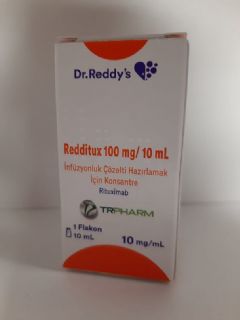 Dr.Reddy's
Redditux 100 mg/ 10 mL
İnfüzyonluk Çözelti Hazırlamak
İçin Konsantre
Rituximab
TRPHARM
1 Flakon
10 mL
10 mg/mL